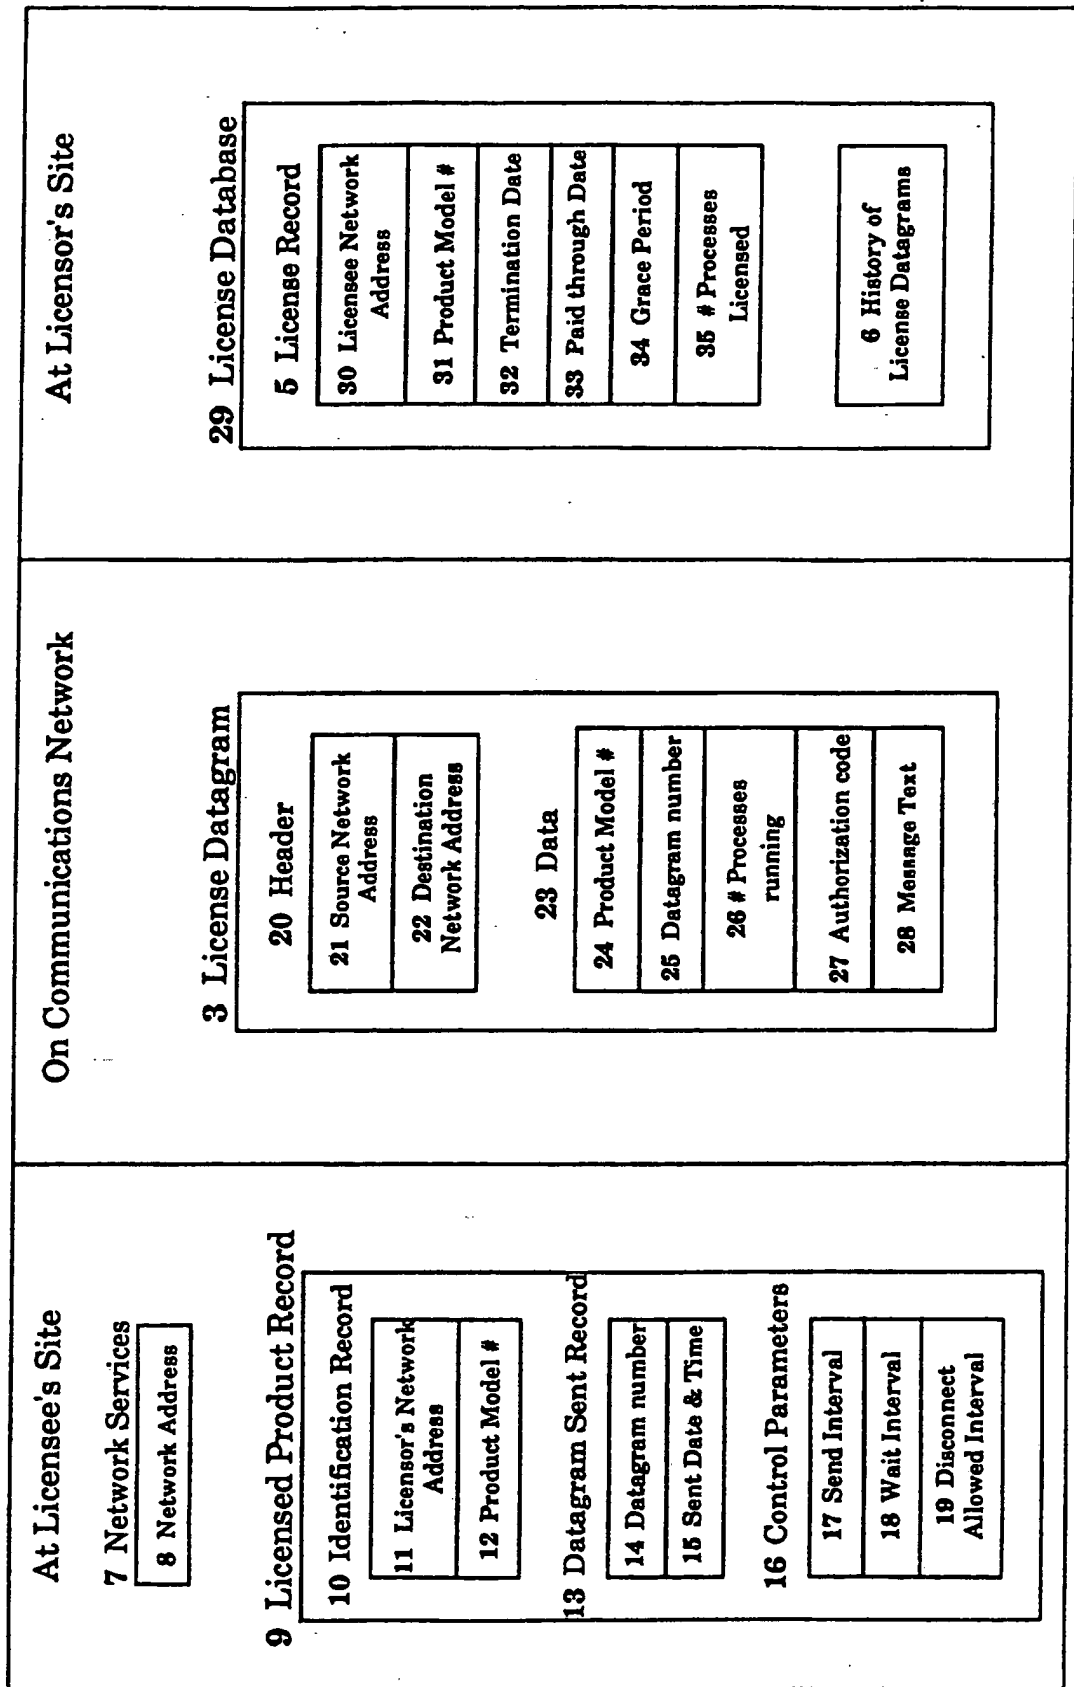 At Licensee's Site
7 Network Services
8 Network Address
9 Licensed Product Record
10 Identification Record
11 Licensor's Network
Address
12 Product Model #
13 Datagram Sent Record
14 Datagram number
15 Sent Date & Time
16 Control Parameters
17 Send Interval
18 Wait Interval
19 Disconnect
Allowed Interval
On Communications Network
3 License Datagram
20 Header
21 Source Network
Address
22 Destination
Network Address
23 Data
24 Product Model #
25 Datagram number
26 # Processes
running
27 Authorization code
28 Message Text
At Licensor's Site
29 License Database
5 License Record
30 Licensee Network
Address
31 Product Model #
32 Termination Date
33 Paid through Date
34 Grace Period
35 # Processes
Licensed
6 History of
License Datagrams